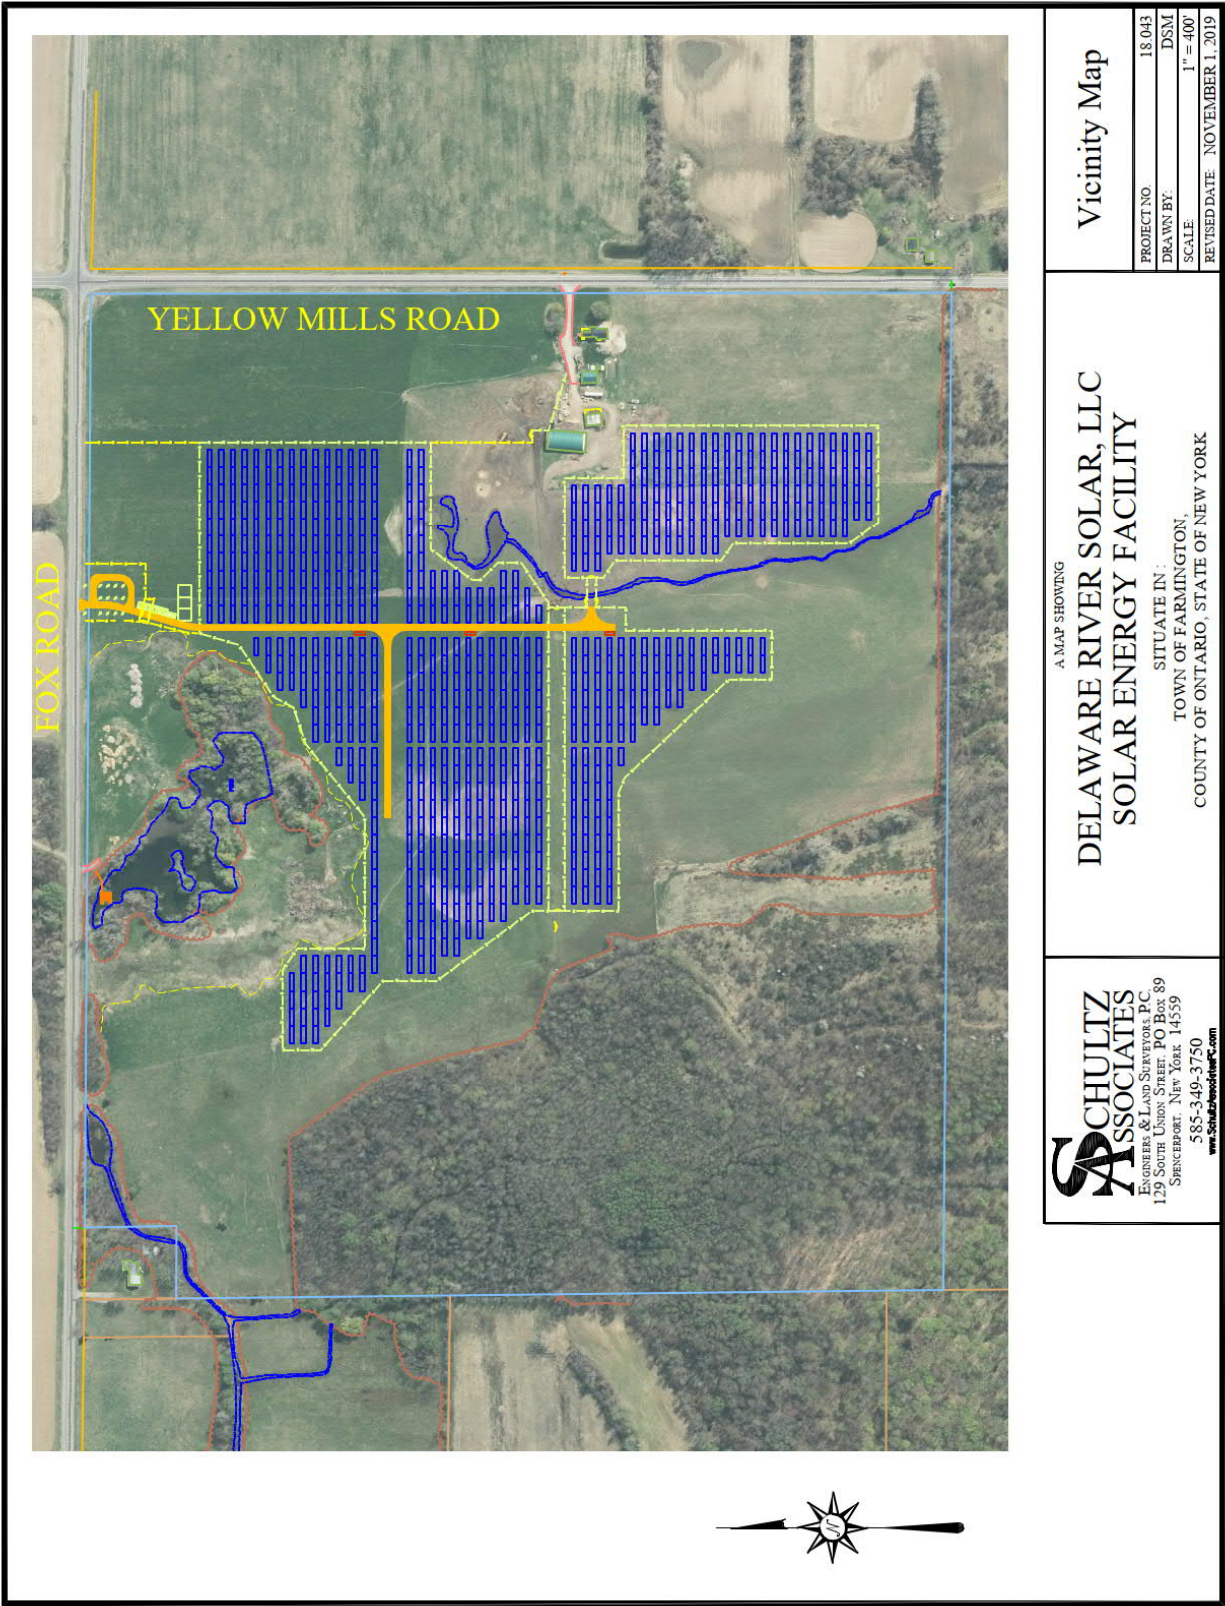 YELLOW MILLS ROAD
FOX ROAD
Vicinity Map
PROJECT NO. 18.043
DRAWN BY: DSM
SCALE: 1" = 400'
REVISED DATE: NOVEMBER 1, 2019
A MAP SHOWING
DELAWARE RIVER SOLAR, LLC
SOLAR ENERGY FACILITY
SITUATE IN :
TOWN OF FARMINGTON,
COUNTY OF ONTARIO, STATE OF NEW YORK
SCHULTZ
ASSOCIATES
ENGINEERS & LAND SURVEYORS, P.C.
129 SOUTH UNION STREET, PO BOX 89
SPENCERPORT, NEW YORK 14559
585-349-3750
www.SchultzAssociatesPC.com
N